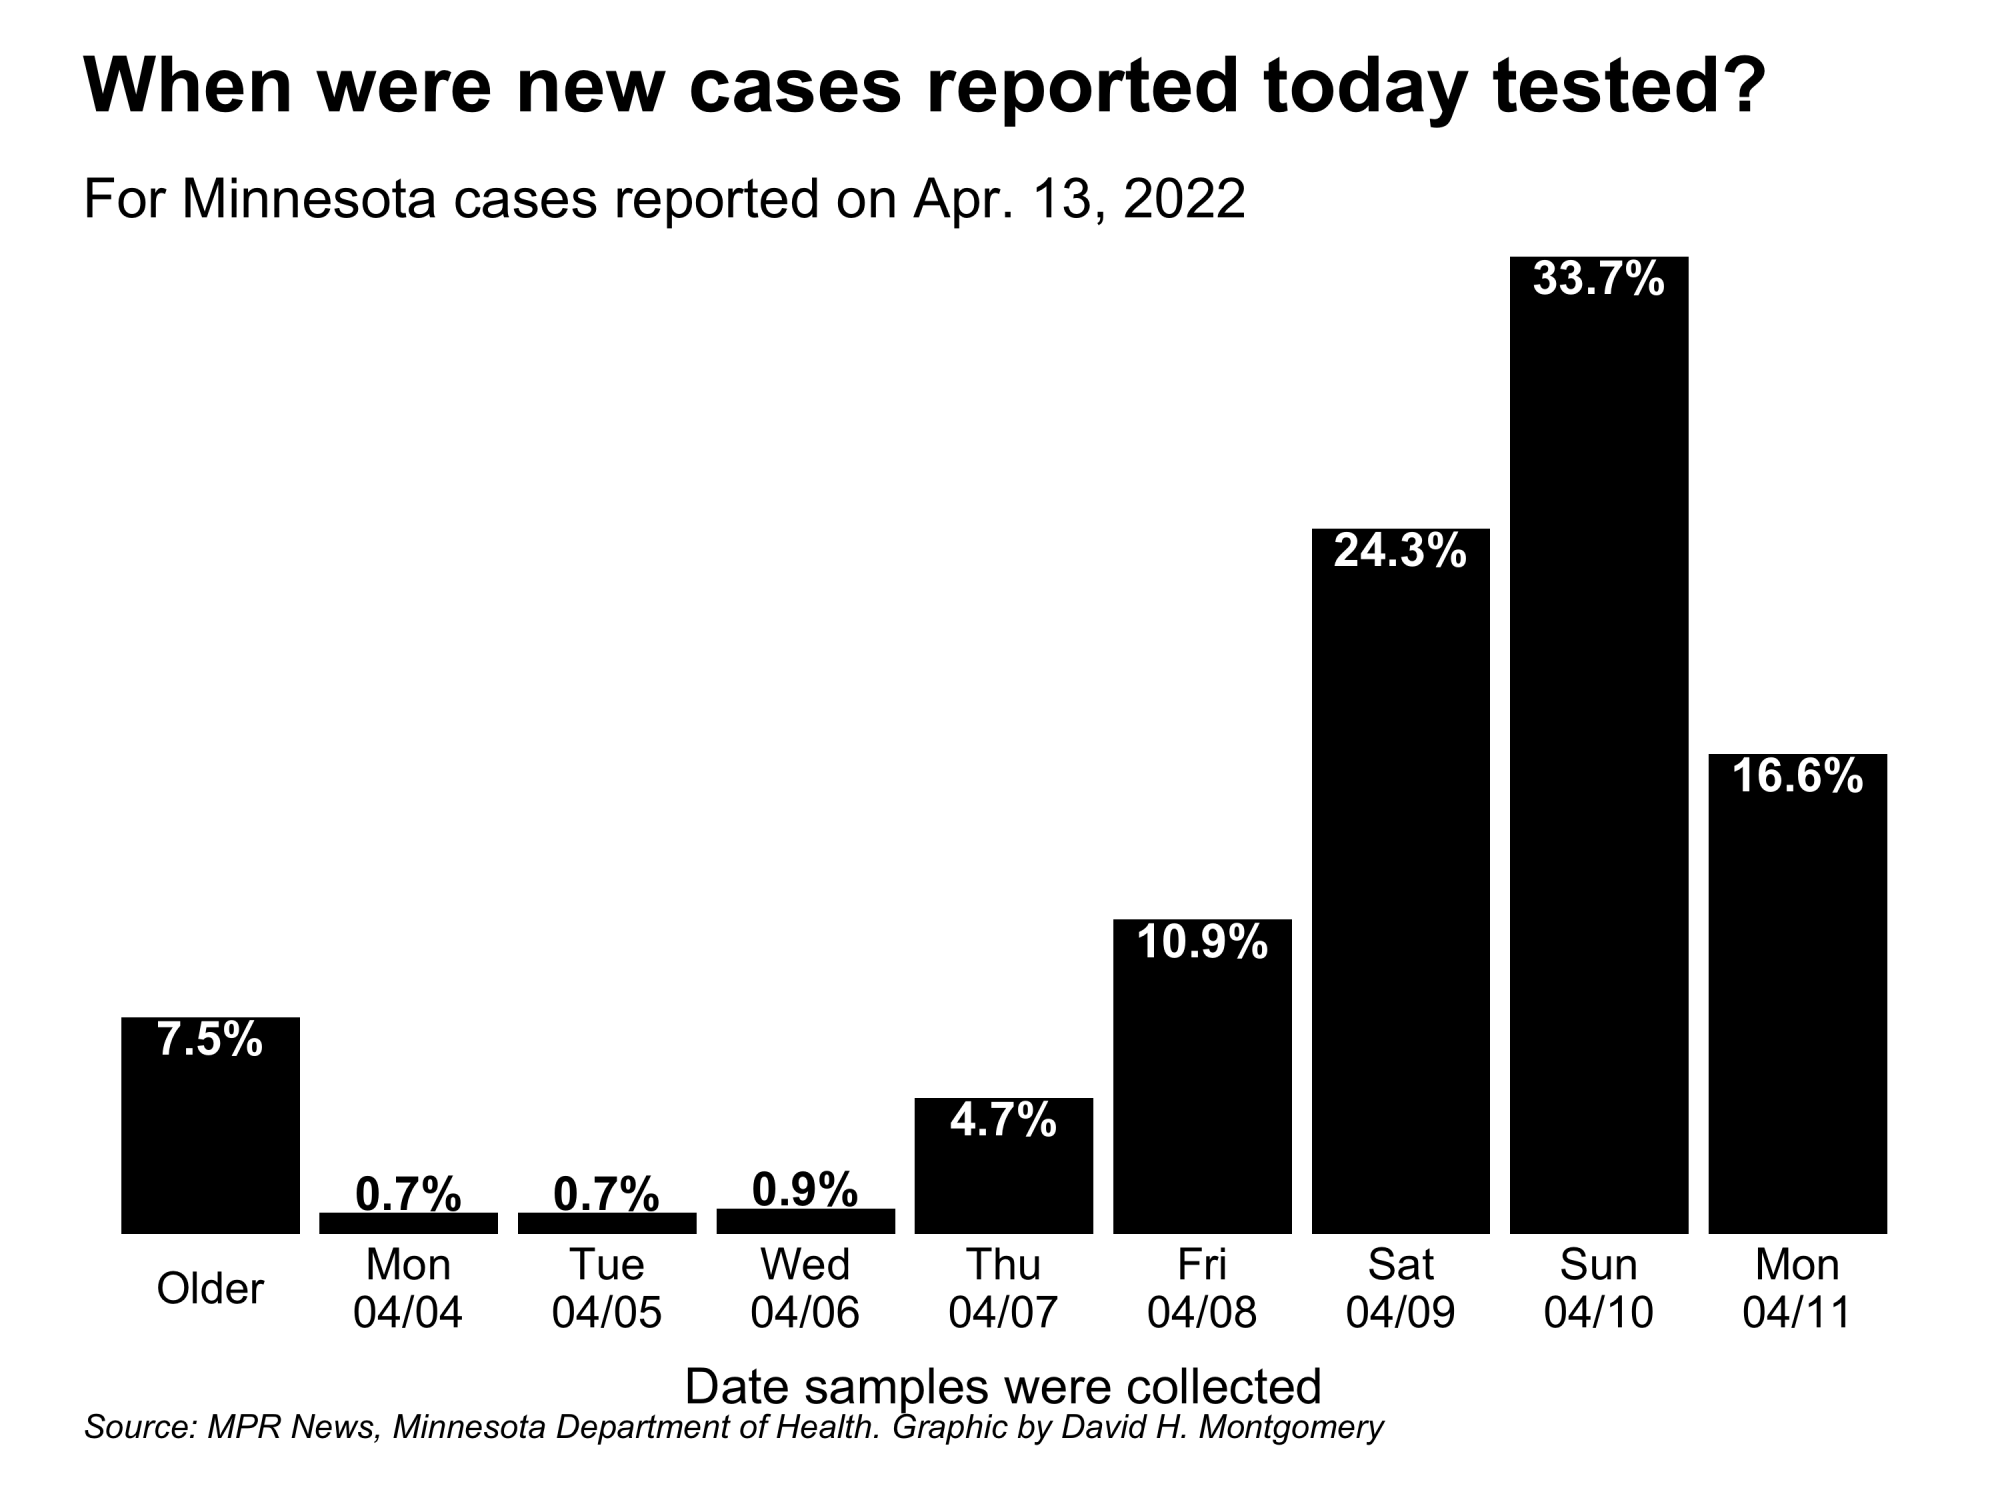 When were new cases reported today tested?
For Minnesota cases reported on Apr. 13, 2022
33.7%
24.3%
16.6%
10.9%
7.5%
4.7%
0.7%
0.7%
0.9%
Older
Mon
04/04
Tue
04/05
Wed
04/06
Thu
04/07
Fri
04/08
Sat
04/09
Sun
04/10
Mon
04/11
Date samples were collected
Source: MPR News, Minnesota Department of Health. Graphic by David H. Montgomery